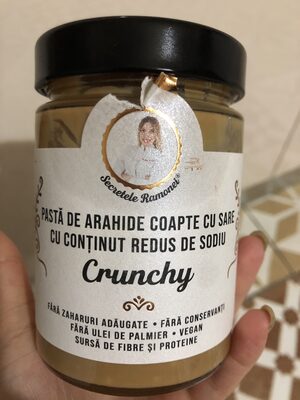 Secretele Ramonei®
PASTĂ DE ARAHIDE COAPTE CU SARE
CU CONȚINUT REDUS DE SODIU
Crunchy
FĂRĂ ZAHARURI ADĂUGATE • FĂRĂ CONSERVANȚI
FĂRĂ ULEI DE PALMIER • VEGAN
SURSĂ DE FIBRE ȘI PROTEINE